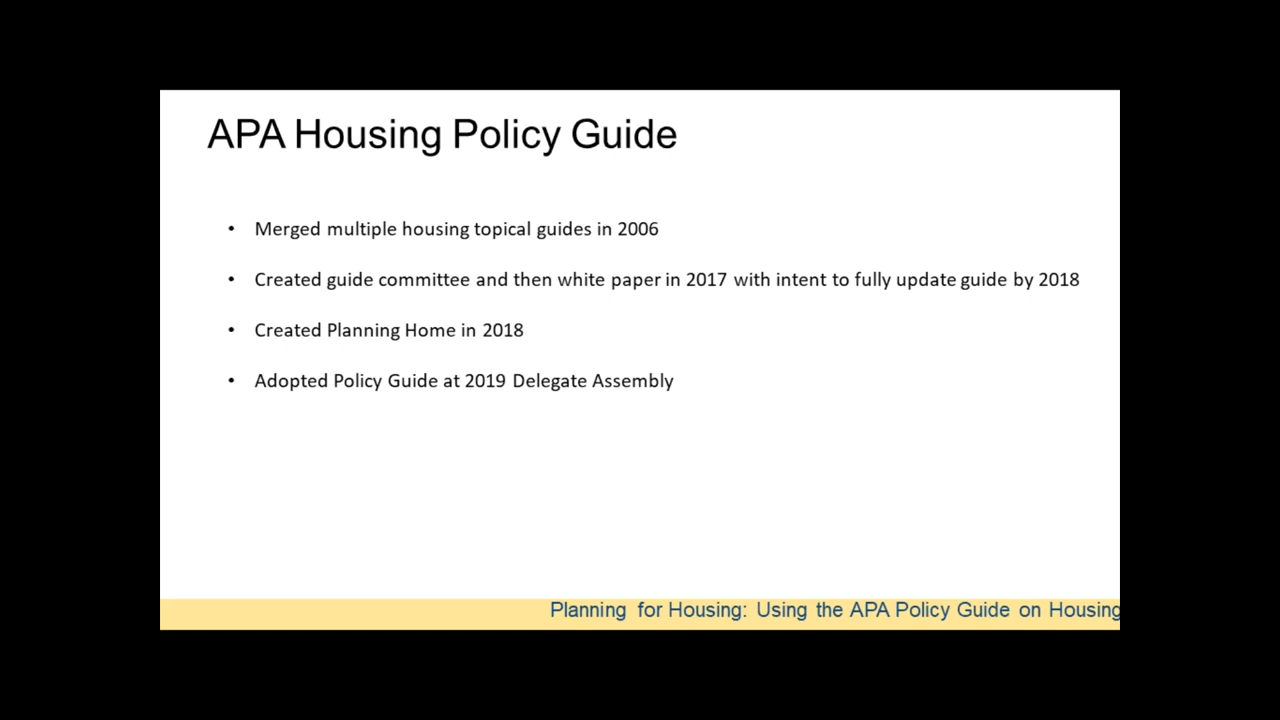 APA Housing Policy Guide
• Merged multiple housing topical guides in 2006
• Created guide committee and then white paper in 2017 with intent to fully update guide by 2018
• Created Planning Home in 2018
• Adopted Policy Guide at 2019 Delegate Assembly
Planning for Housing: Using the APA Policy Guide on Housing